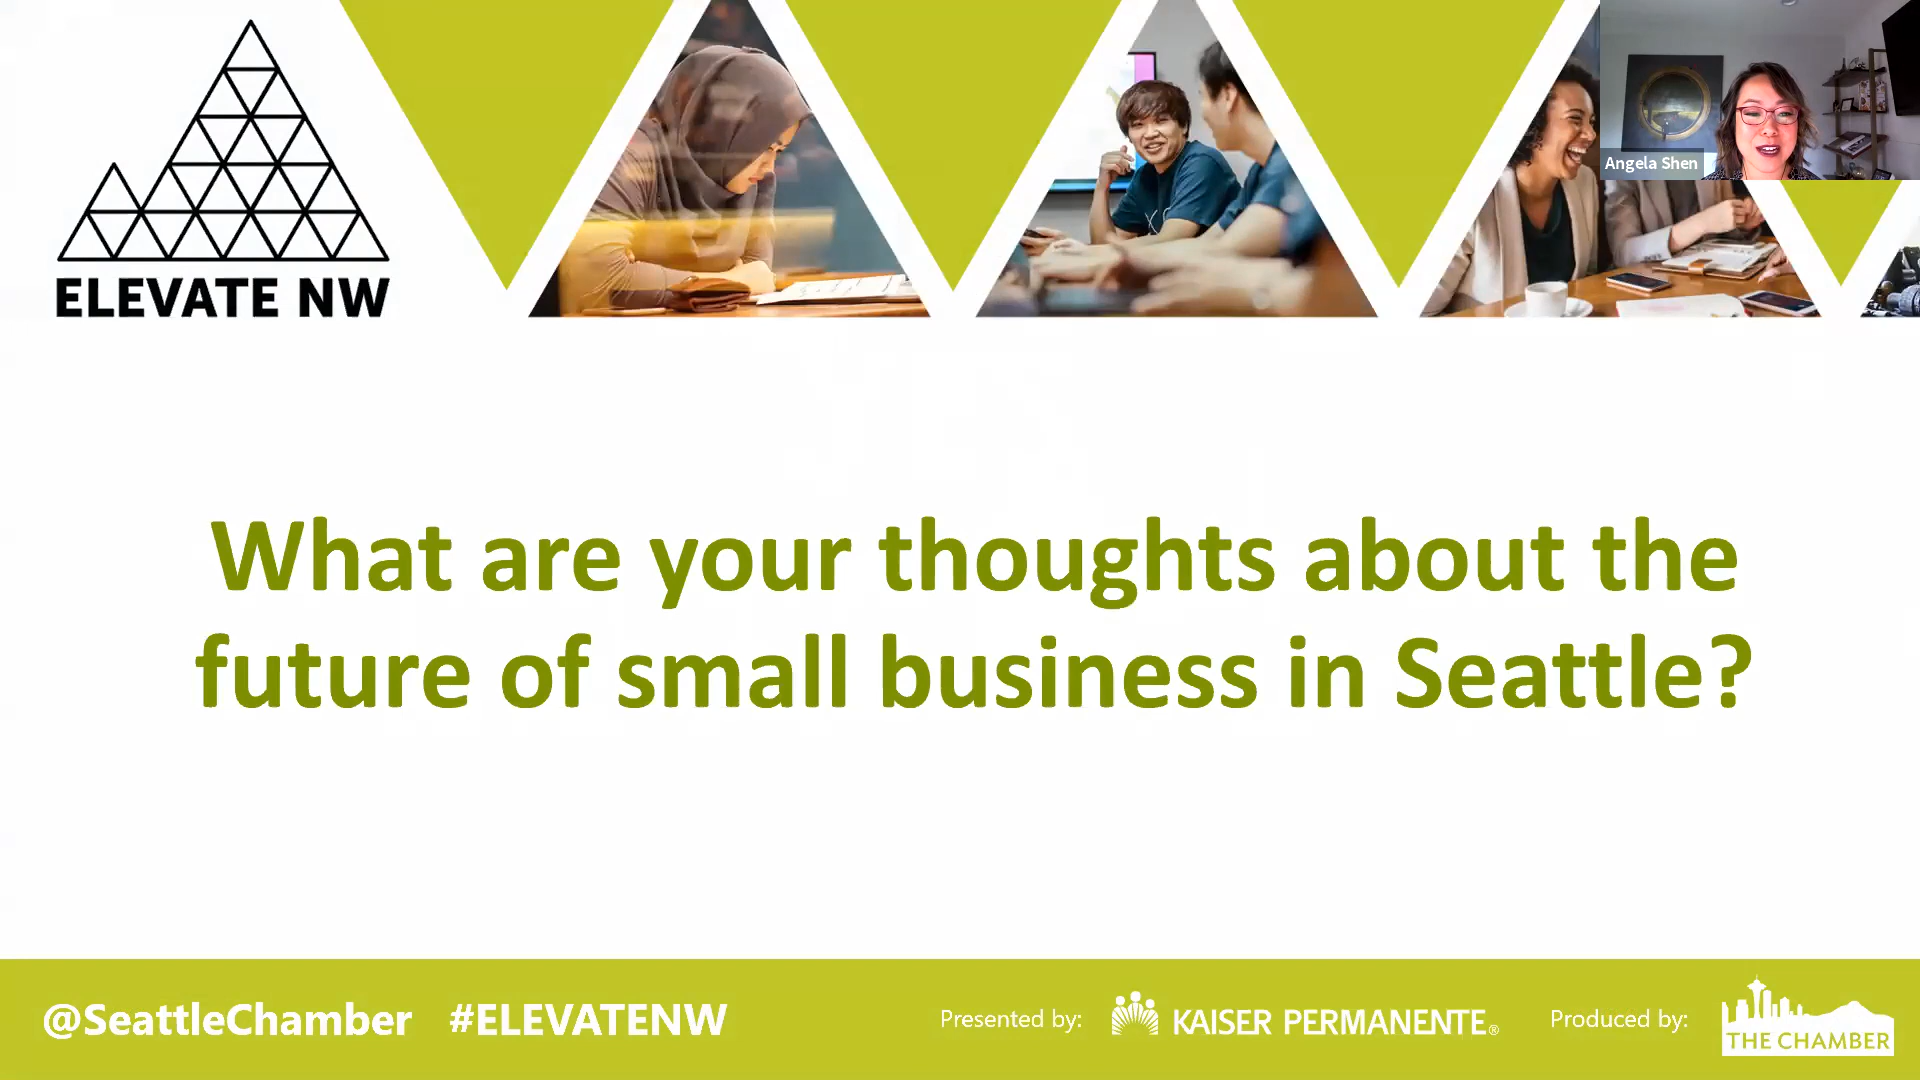 ELEVATE NW
Angela Shen
What are your thoughts about the
future of small business in Seattle?
@SeattleChamber #ELEVATENW
Presented by:
KAISER PERMANENTE®
Produced by:
THE CHAMBER